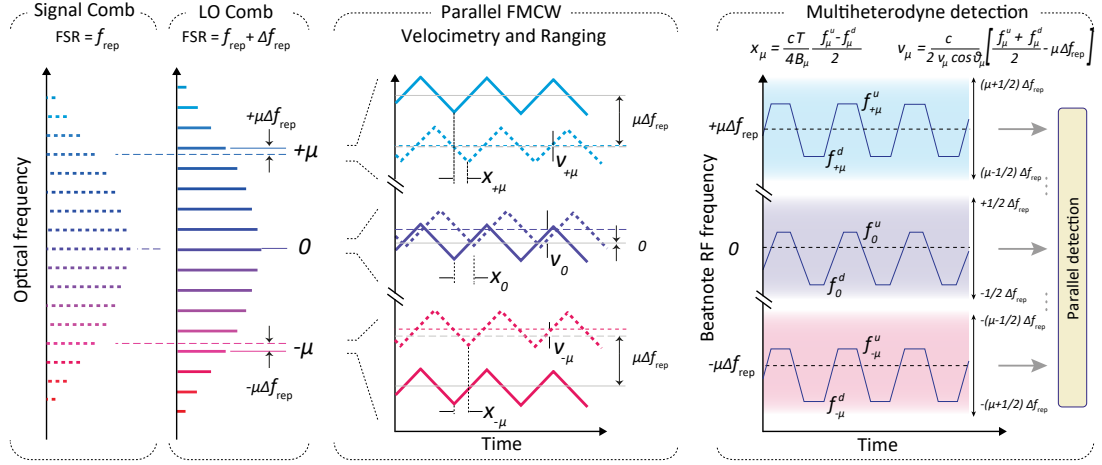 Signal Comb
FSR = f_rep
LO Comb
FSR = f_rep + Δf_rep
Parallel FMCW
Velocimetry and Ranging
Multiheterodyne detection
x_μ = cT/4B_μ (f_μ^u - f_μ^d)/2
v_μ = c/(2 ν_μ cosϑ_μ) [(f_μ^u + f_μ^d)/2 - μΔf_rep]
Optical frequency
+μΔf_rep
+μ
0
-μ
-μΔf_rep
μΔf_rep
v_+μ
x_+μ
0
v_0
x_0
v_-μ
μΔf_rep
x_-μ
Time
Beatnote RF frequency
+μΔf_rep
0
-μΔf_rep
f_+μ^u
f_+μ^d
f_0^u
f_0^d
f_-μ^u
f_-μ^d
(μ+1/2) Δf_rep
(μ-1/2) Δf_rep
+1/2 Δf_rep
-1/2 Δf_rep
-(μ-1/2) Δf_rep
-(μ+1/2) Δf_rep
Parallel detection
Time